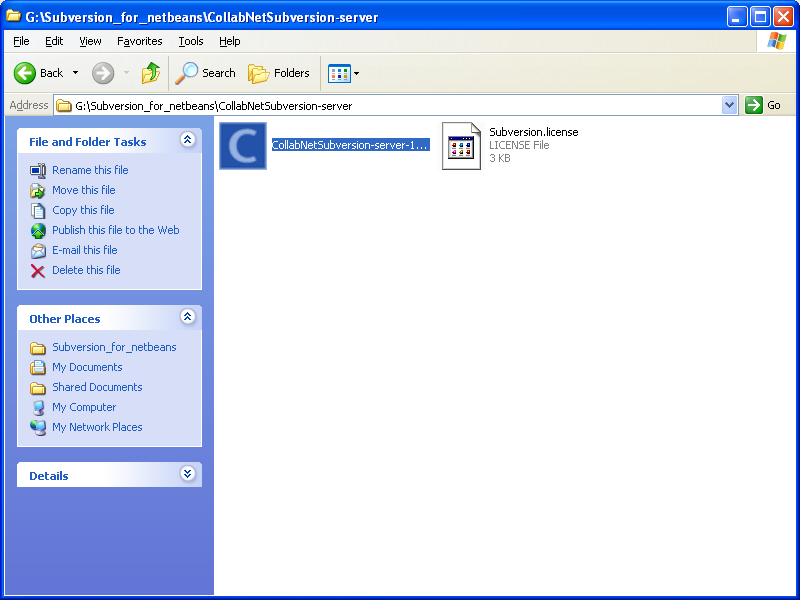 G:\Subversion_for_netbeans\CollabNetSubversion-server
File Edit View Favorites Tools Help
Back Search Folders
Address G:\Subversion_for_netbeans\CollabNetSubversion-server Go
File and Folder Tasks
Rename this file
Move this file
Copy this file
Publish this file to the Web
E-mail this file
Delete this file
Other Places
Subversion_for_netbeans
My Documents
Shared Documents
My Computer
My Network Places
Details
C
CollabNetSubversion-server-1...
Subversion.license
LICENSE File
3 KB